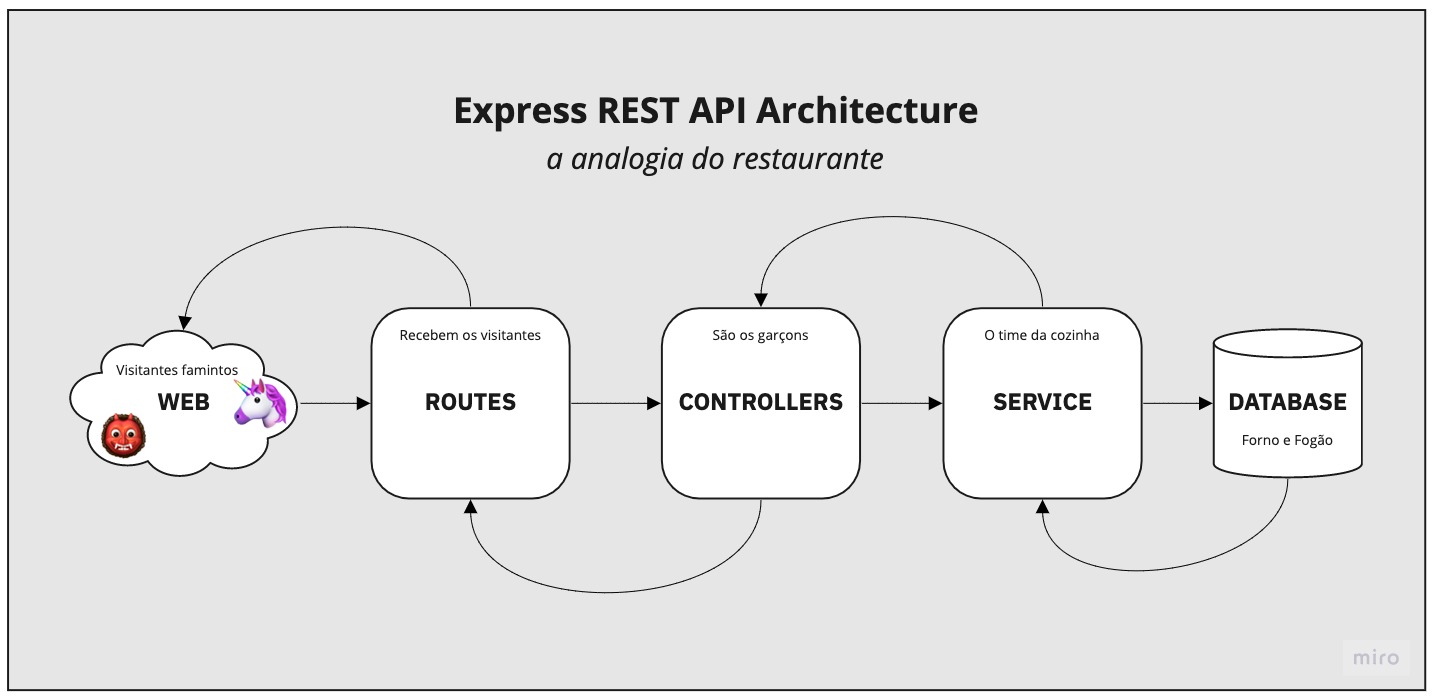 Express REST API Architecture
a analogia do restaurante
Visitantes famintos
WEB
Recebem os visitantes
ROUTES
São os garçons
CONTROLLERS
O time da cozinha
SERVICE
DATABASE
Forno e Fogão
miro